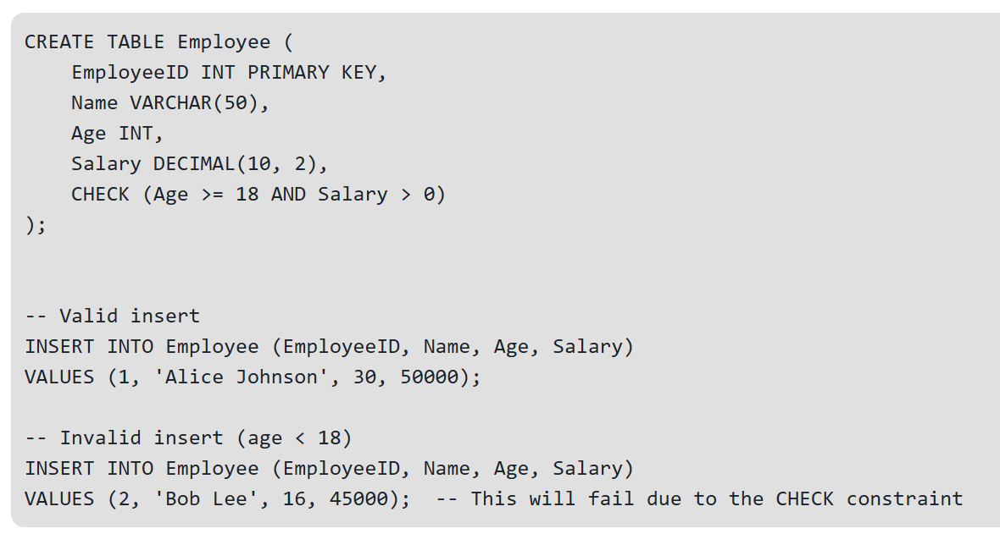 CREATE TABLE Employee (
    EmployeeID INT PRIMARY KEY,
    Name VARCHAR(50),
    Age INT,
    Salary DECIMAL(10, 2),
    CHECK (Age >= 18 AND Salary > 0)
);
-- Valid insert
INSERT INTO Employee (EmployeeID, Name, Age, Salary)
VALUES (1, 'Alice Johnson', 30, 50000);
-- Invalid insert (age < 18)
INSERT INTO Employee (EmployeeID, Name, Age, Salary)
VALUES (2, 'Bob Lee', 16, 45000);  -- This will fail due to the CHECK constraint